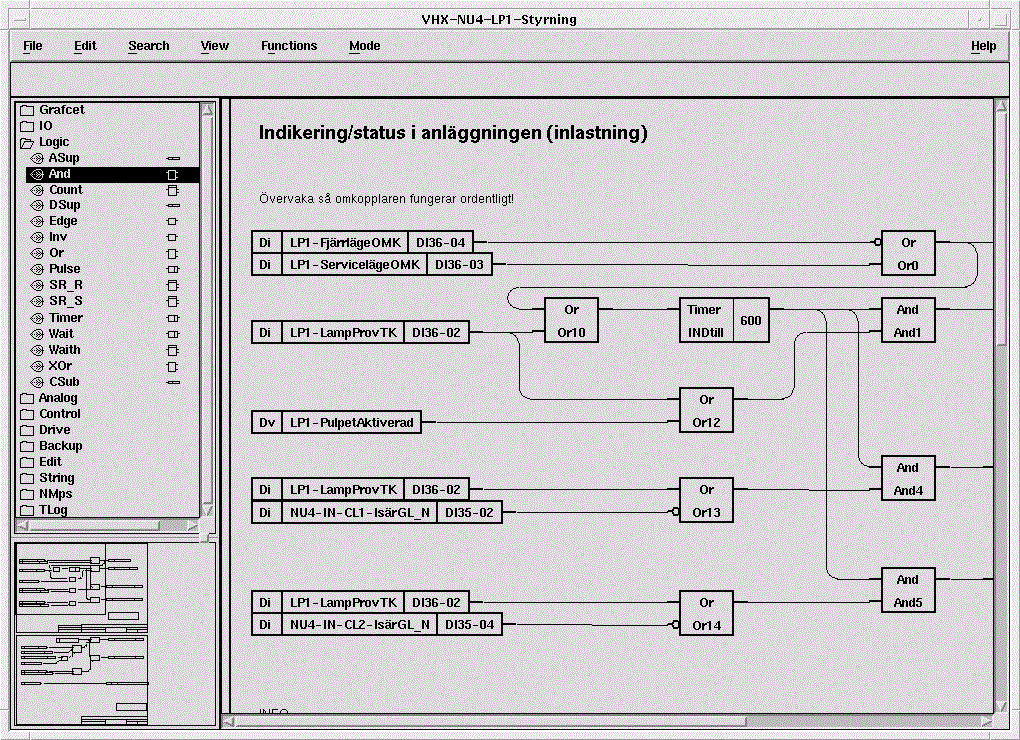 VHX-NU4-LP1-Styrning
File Edit Search View Functions Mode Help
Grafcet
IO
Logic
ASup
And
Count
DSup
Edge
Inv
Or
Pulse
SR_R
SR_S
Timer
Wait
Waith
XOr
CSub
Analog
Control
Drive
Backup
Edit
String
NMps
TLog
Indikering/status i anläggningen (inlastning)
Övervaka så omkopplaren fungerar ordentligt!
Di LP1-FjärrlägeOMK DI36-04 Or
Di LP1-ServicelägeOMK DI36-03 Or0
Or Timer 600 And
Di LP1-LampProvTK DI36-02 Or10 INDtill And1
Or
Dv LP1-PulpetAktiverad Or12
And
Di LP1-LampProvTK DI36-02 Or And4
Di NU4-IN-CL1-IsärGL_N DI35-02 Or13
And
Di LP1-LampProvTK DI36-02 Or And5
Di NU4-IN-CL2-IsärGL_N DI35-04 Or14